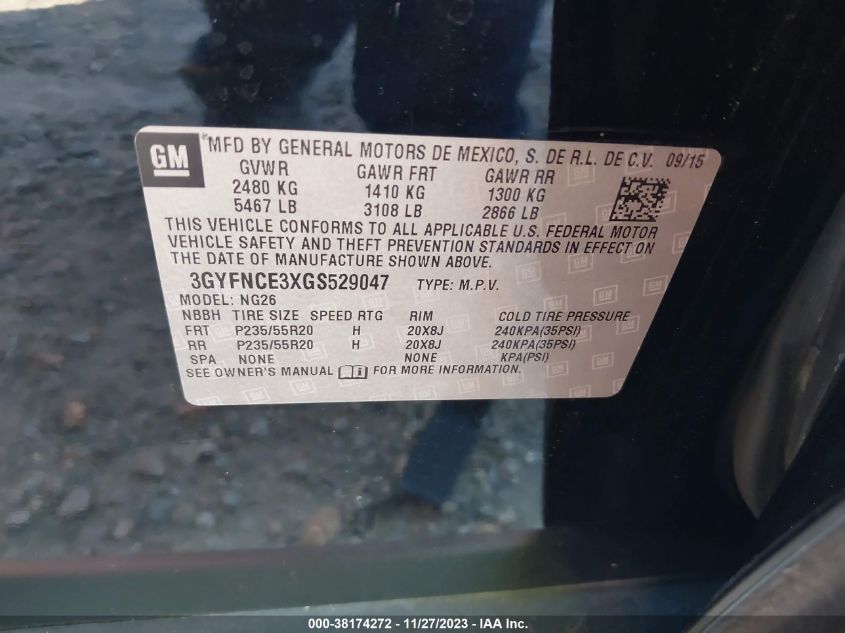 GM
*MFD BY GENERAL MOTORS DE MEXICO, S. DE R.L. DE C.V. 09/15
GVWR GAWR FRT GAWR RR
2480 KG 1410 KG 1300 KG
5467 LB 3108 LB 2866 LB
THIS VEHICLE CONFORMS TO ALL APPLICABLE U.S. FEDERAL MOTOR
VEHICLE SAFETY AND THEFT PREVENTION STANDARDS IN EFFECT ON
THE DATE OF MANUFACTURE SHOWN ABOVE.
3GYFNCE3XGS529047 TYPE: M.P.V.
MODEL: NG26
NBBH TIRE SIZE SPEED RTG RIM COLD TIRE PRESSURE
FRT P235/55R20 H 20X8J 240KPA(35PSI)
RR P235/55R20 H 20X8J 240KPA(35PSI)
SPA NONE NONE KPA(PSI)
SEE OWNER'S MANUAL FOR MORE INFORMATION.
000-38174272 - 11/27/2023 - IAA Inc.